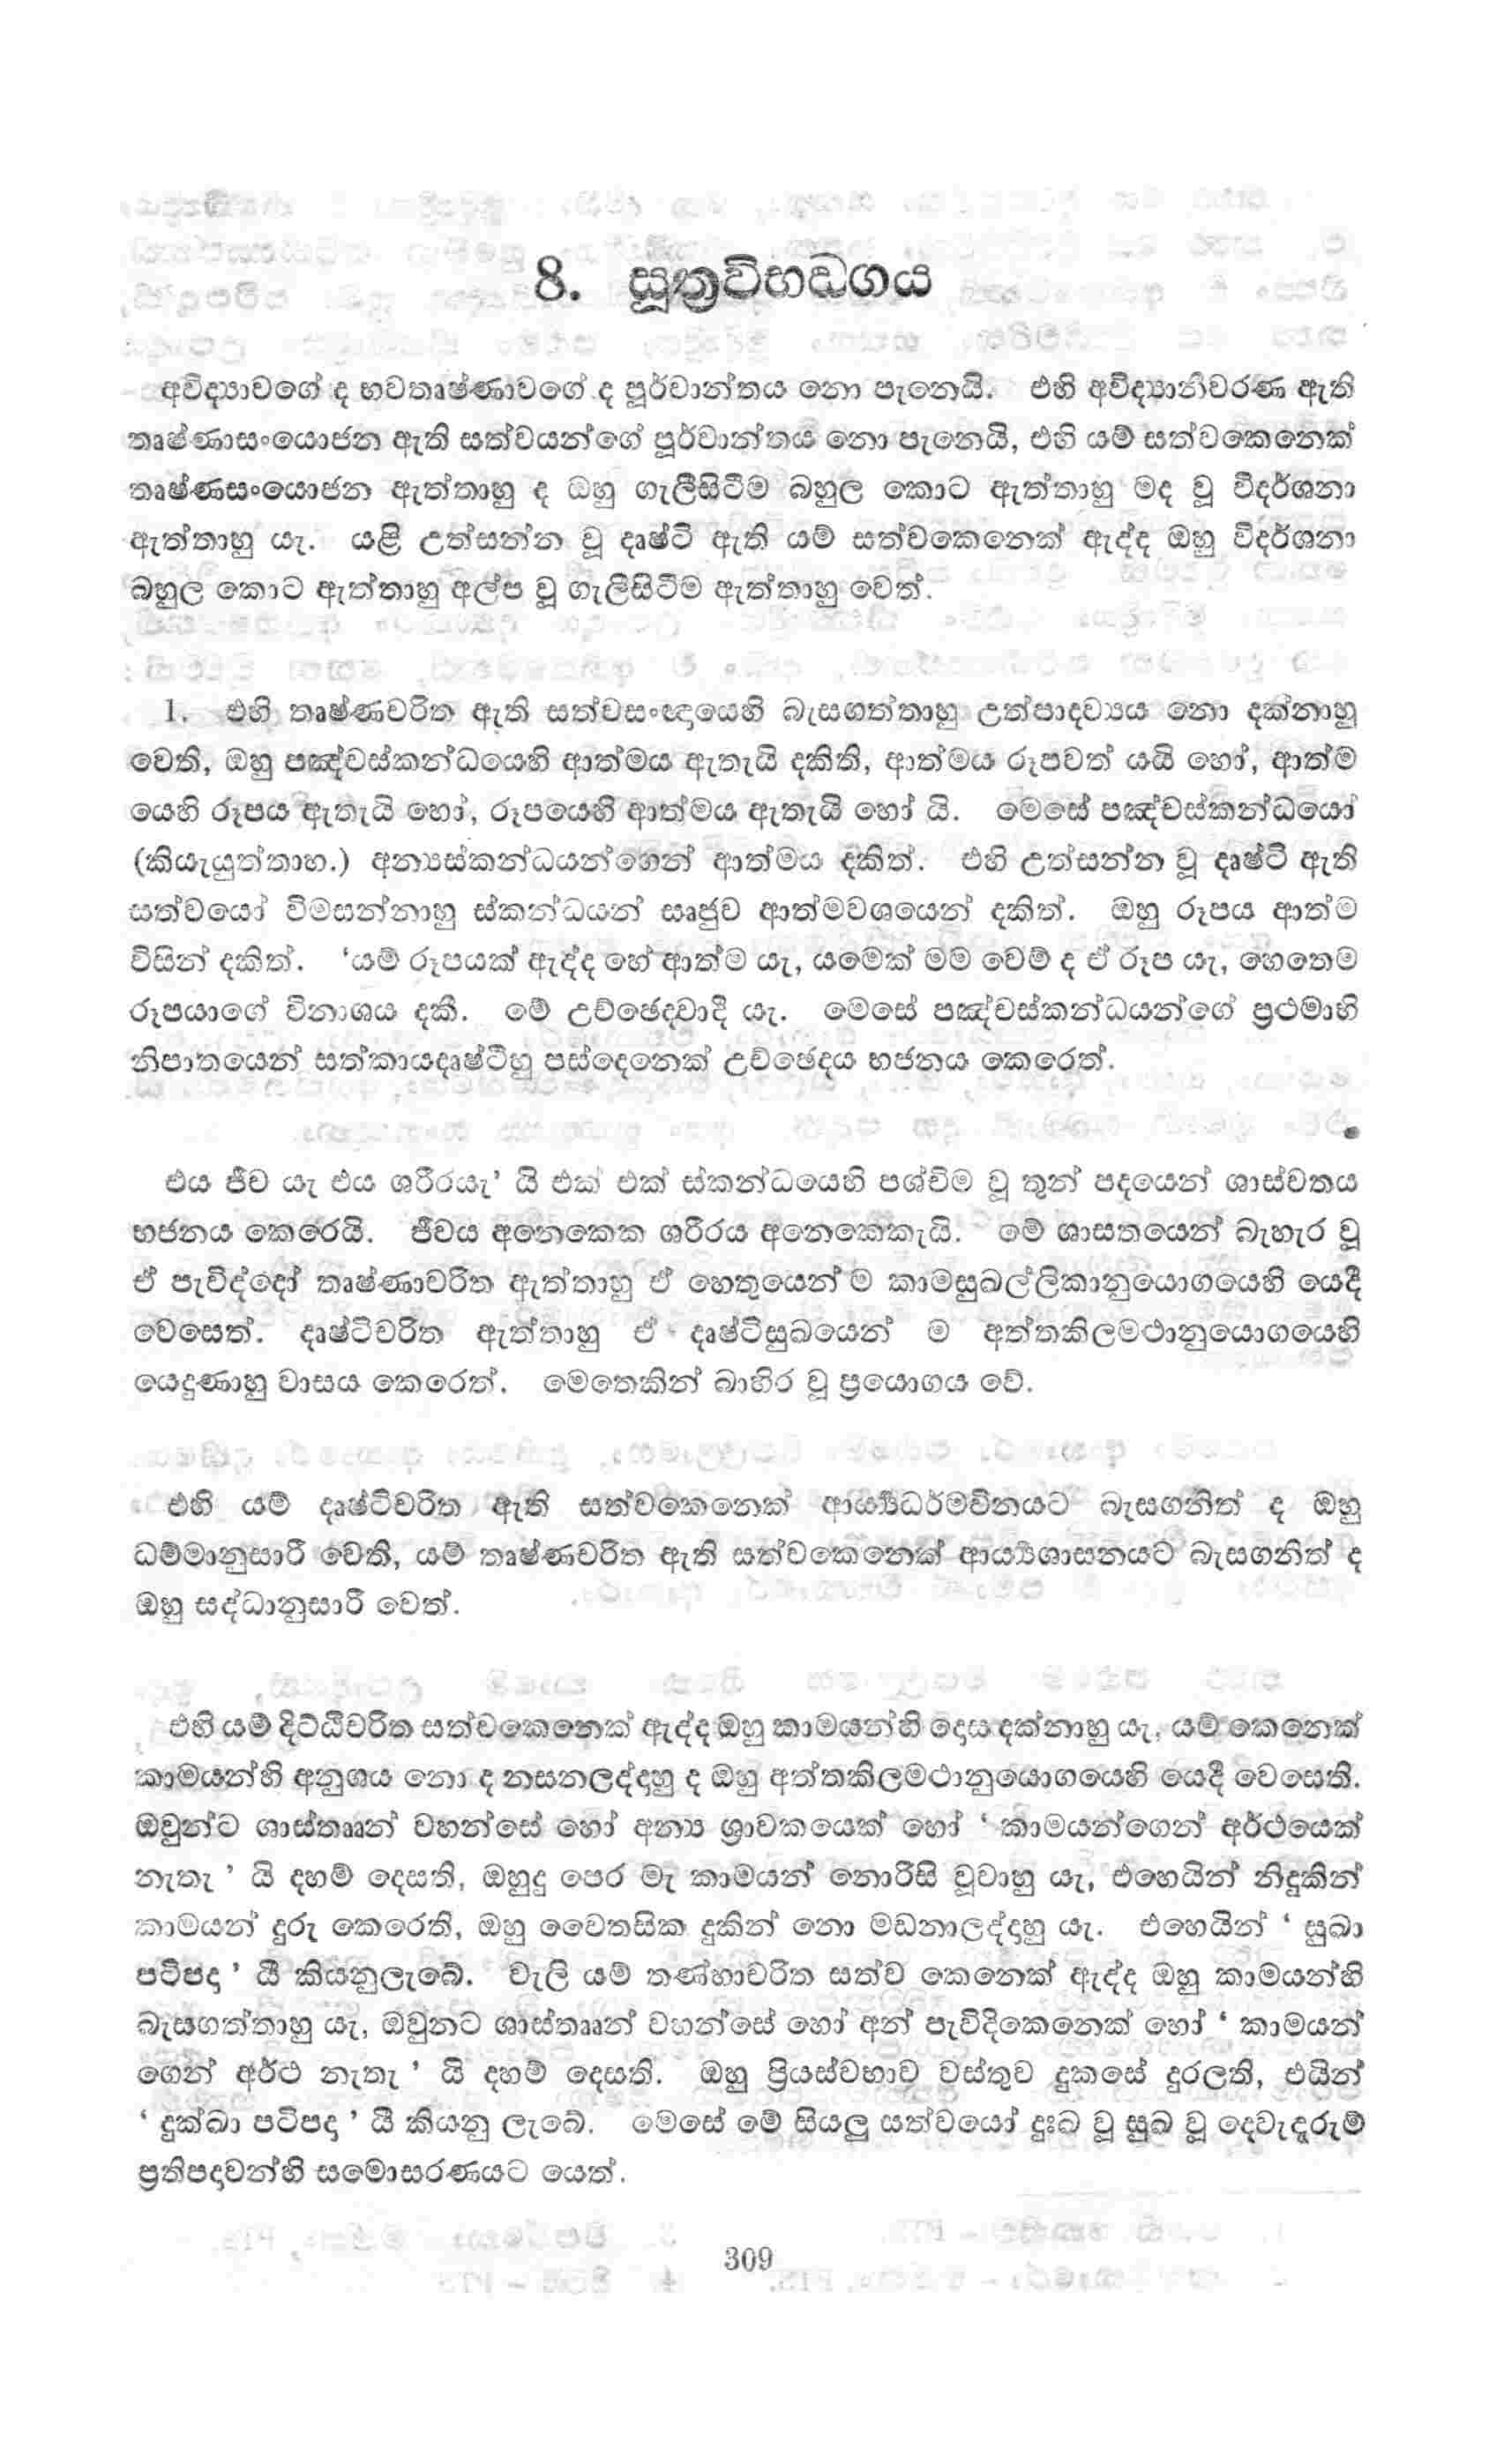 8. සූත්‍රවිභඞගය
අවිද්‍යාවගේ ද භවතෘෂ්ණාවගේ ද පූර්වාන්තය නො පැනෙයි. එහි අවිද්‍යානිවරණ ඇති
තෘෂ්ණාසංයොජන ඇති සත්වයන්ගේ පූර්වාන්තය නො පැනෙයි, එහි යම් සත්වකෙනෙක්
තෘෂ්ණසංයොජන ඇත්තාහු ද ඔහු ගැලීසිටීම බහුල කොට ඇත්තාහු මද වූ විදර්ශනා
ඇත්තාහු යැ. යළි උත්සන්න වූ දෘෂ්ටි ඇති යම් සත්වකෙනෙක් ඇද්ද ඔහු විදර්ශනා
බහුල කොට ඇත්තාහු අල්ප වූ ගැලීසිටීම ඇත්තාහු වෙත්.
1. එහි තෘෂ්ණචරිත ඇති සත්වසංඥායෙහි බැසගත්තාහු උත්පාදව්‍යය නො දක්නාහු
වෙති, ඔහු පඤ්චස්කන්ධයෙහි ආත්මය ඇතැයි දකිති, ආත්මය රූපවත් යයි හෝ, ආත්ම
යෙහි රූපය ඇතැයි හෝ, රූපයෙහි ආත්මය ඇතැයි හෝ යි. මෙසේ පඤ්චස්කන්ධයෝ
(කියැයුත්තාහ.) අන්‍යස්කන්ධයන්ගෙන් ආත්මය දකිත්. එහි උත්සන්න වූ දෘෂ්ටි ඇති
සත්වයෝ විමසන්නාහු ස්කන්ධයන් සෘජුව ආත්මවශයෙන් දකිත්. ඔහු රූපය ආත්ම
විසින් දකිත්. ‘යම් රූපයක් ඇද්ද හේ ආත්ම යැ, යමෙක් මම වෙම් ද ඒ රූප යැ, හෙතෙම
රූපයාගේ විනාශය දකී. මේ උච්ඡෙදවාදී යැ. මෙසේ පඤ්චස්කන්ධයන්ගේ ප්‍රථමාභි
නිපාතයෙන් සත්කායදෘෂ්ටීහු පස්දෙනෙක් උච්ඡෙදය භජනය කෙරෙත්.
එය ජීව යැ එය ශරීරයැ’ යි එක් එක් ස්කන්ධයෙහි පශ්චිම වූ තුන් පදයෙන් ශාස්වතය
භජනය කෙරෙයි. ජීවය අනෙකෙක ශරීරය අනෙකෙකැයි. මේ ශාසනයෙන් බැහැර වූ
ඒ පැවිද්දෝ තෘෂ්ණාචරිත ඇත්තාහු ඒ හෙතුයෙන් ම කාමසුඛල්ලිකානුයොගයෙහි යෙදී
වෙසෙත්. දෘෂ්ටිචරිත ඇත්තාහු ඒ දෘෂ්ටිසුඛයෙන් ම අත්තකිලමථානුයොගයෙහි
යෙදුණාහු වාසය කෙරෙත්. මෙතෙකින් බාහිර වූ ප්‍රයොගය වේ.
එහි යම් දෘෂ්ටිචරිත ඇති සත්වකෙනෙක් ආර්‍ය්‍යධර්මවිනයට බැසගනිත් ද ඔහු
ධම්මානුසාරී වෙති, යම් තෘෂ්ණචරිත ඇති සත්වකෙනෙක් ආර්‍ය්‍යශාසනයට බැසගනිත් ද
ඔහු සද්ධානුසාරී වෙත්.
එහි යම් දිට්ඨිචරිත සත්වකෙනෙක් ඇද්ද ඔහු කාමයන්හි දොස දක්නාහු යැ, යම් කෙනෙක්
කාමයන්හි අනුශය නො ද නසනලද්දාහු ද ඔහු අත්තකිලමථානුයොගයෙහි යෙදී වෙසෙති.
ඔවුන්ට ශාස්තෲන් වහන්සේ හෝ අන්‍ය ශ්‍රාවකයෙක් හෝ ‘ කාමයන්ගෙන් අර්ථයෙක්
නැතැ ’ යි දහම් දෙසති, ඔහුදු පෙර මැ කාමයන් නොරිසි වූවාහු යැ, එහෙයින් නිදුකින්
කාමයන් දුරු කෙරෙති, ඔහු චෛතසික දුකින් නො මඩනාලද්දාහු යැ. එහෙයින් ‘ සුඛා
පටිපදා ’ යී කියනුලැබේ. වැලි යම් තණ්හාචරිත සත්ව කෙනෙක් ඇද්ද ඔහු කාමයන්හි
බැසගත්තාහු යැ, ඔවුනට ශාස්තෲන් වහන්සේ හෝ අන් පැවිදිකෙනෙක් හෝ ‘ කාමයන්
ගෙන් අර්ථ නැතැ ’ යි දහම් දෙසති. ඔහු ප්‍රියස්වභාව වස්තුව දුකසේ දුරලති, එයින්
‘ දුක්ඛා පටිපදා ’ යී කියනු ලැබේ. මෙසේ මේ සියලු සත්වයෝ දුඃඛ වූ සුඛ වූ දෙවැදෑරුම්
ප්‍රතිපදාවන්හි සමොසරණයට යෙත්.
309